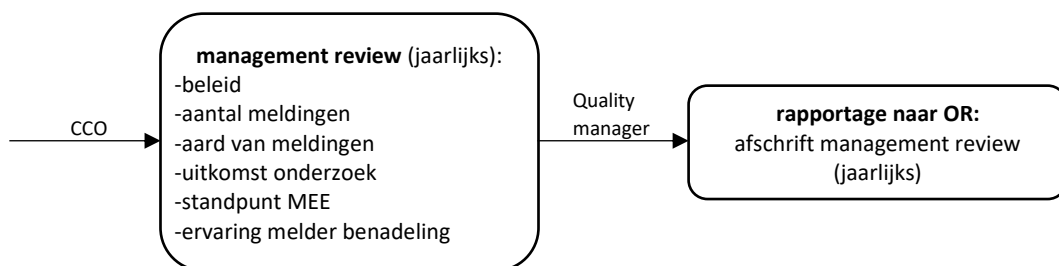 CCO
management review (jaarlijks):
-beleid
-aantal meldingen
-aard van meldingen
-uitkomst onderzoek
-standpunt MEE
-ervaring melder benadeling
Quality
manager
rapportage naar OR:
afschrift management review
(jaarlijks)